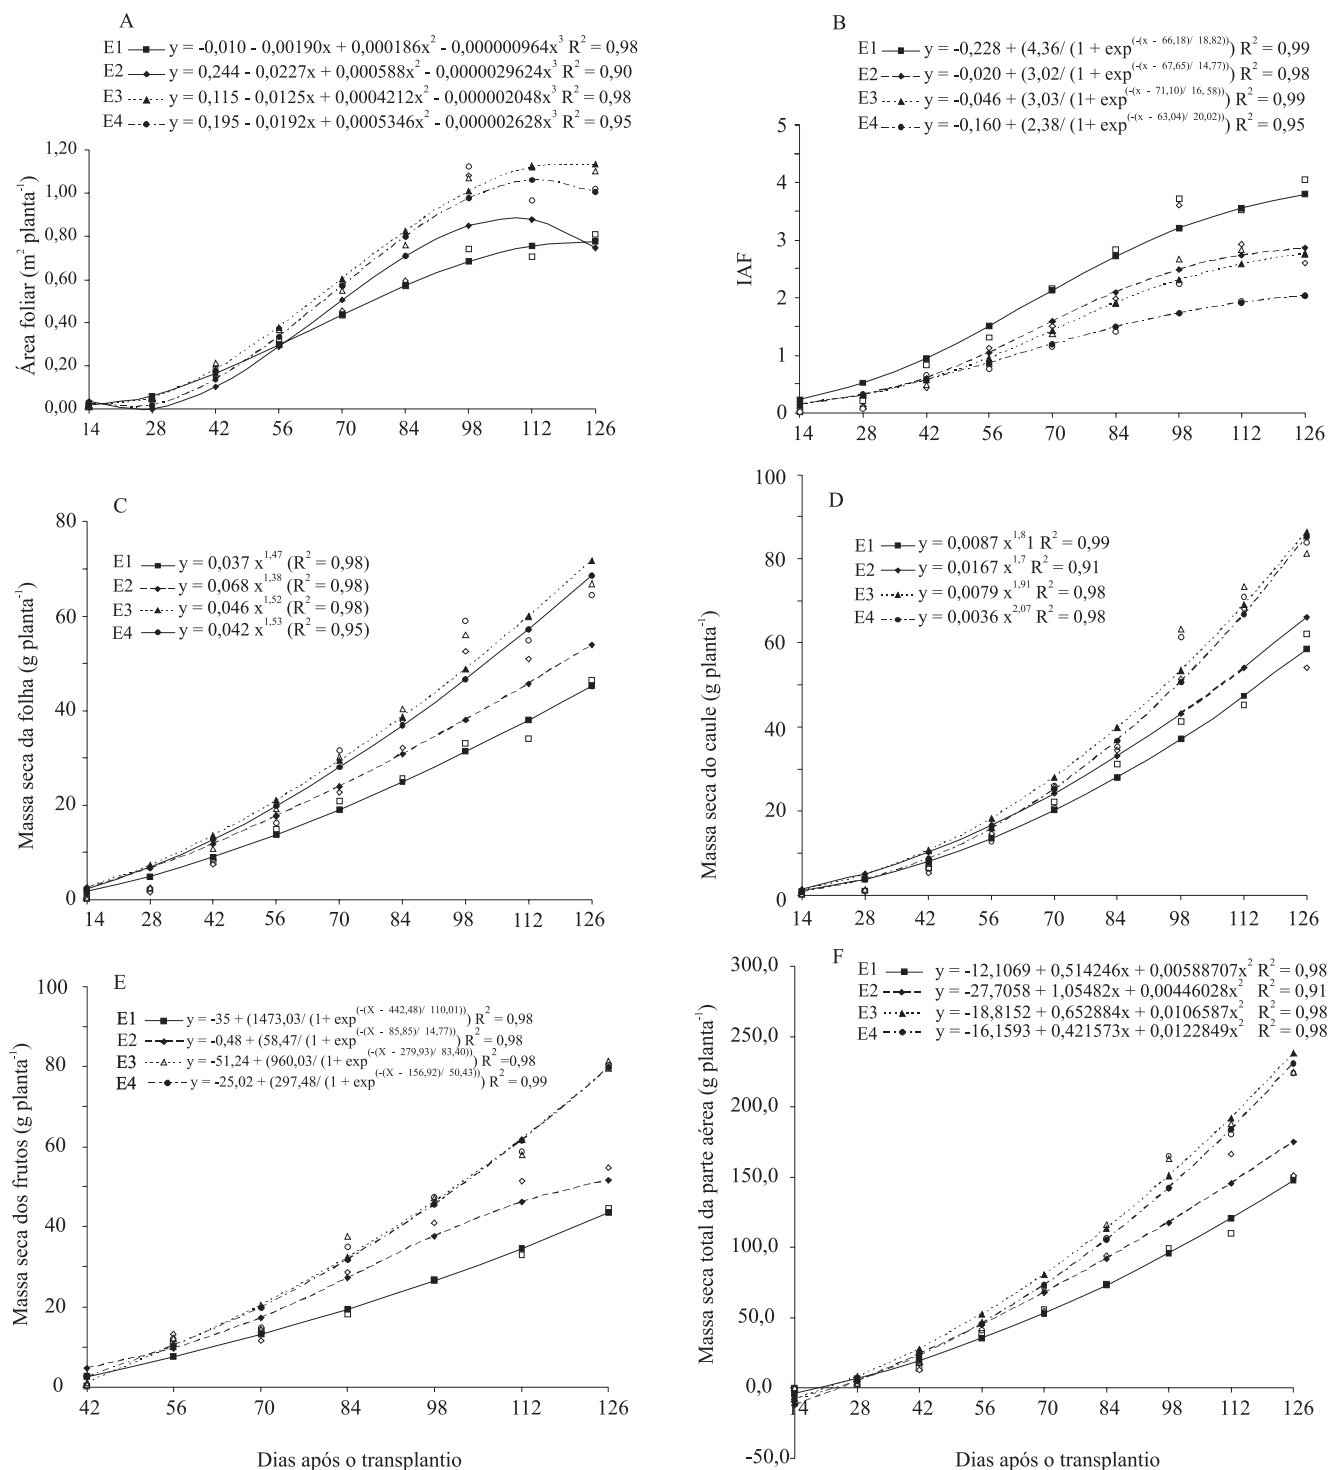 A
E1 y = -0,010 - 0,00190x + 0,000186x² - 0,000000964x³ R² = 0,98
E2 y = 0,244 - 0,0227x + 0,000588x² - 0,0000029624x³ R² = 0,90
E3 y = 0,115 - 0,0125x + 0,0004212x² - 0,000002048x³ R² = 0,98
E4 y = 0,195 - 0,0192x + 0,0005346x² - 0,000002628x³ R² = 0,95
Área foliar (m² planta⁻¹)
1,20
1,00
0,80
0,60
0,40
0,20
0,00
14 28 42 56 70 84 98 112 126
B
E1 y = -0,228 + (4,36/ (1 + exp(-(x - 66,18)/ 18,82)) R² = 0,99
E2 y = -0,020 + (3,02/ (1 + exp(-(x - 67,65)/ 14,77)) R² = 0,98
E3 y = -0,046 + (3,03/ (1+ exp(-(x - 71,10)/ 16,58)) R² = 0,99
E4 y = -0,160 + (2,38/ (1+ exp(-(x - 63,04)/ 20,02)) R² = 0,95
IAF
5
4
3
2
1
0
14 28 42 56 70 84 98 112 126
C
E1 y = 0,037 x^1,47 (R² = 0,98)
E2 y = 0,068 x^1,38 (R² = 0,98)
E3 y = 0,046 x^1,52 (R² = 0,98)
E4 y = 0,042 x^1,53 (R² = 0,95)
Massa seca da folha (g planta⁻¹)
80
60
40
20
0
14 28 42 56 70 84 98 112 126
D
E1 y = 0,0087 x^1,8 1 R² = 0,99
E2 y = 0,0167 x^1,7 R² = 0,91
E3 y = 0,0079 x^1,91 R² = 0,98
E4 y = 0,0036 x^2,07 R² = 0,98
Massa seca do caule (g planta⁻¹)
100
80
60
40
20
0
14 28 42 56 70 84 98 112 126
E
E1 y = -35 + (1473,03/ (1+ exp(-(X - 442,48)/ 110,01)) R² = 0,98
E2 y = -0,48 + (58,47/ (1 + exp(-(X - 85,85)/ 14,77)) R² = 0,98
E3 y = -51,24 + (960,03/ (1+ exp(-(X - 279,93)/ 83,40)) R² =0,98
E4 y = -25,02 + (297,48/ (1 + exp(-(X - 156,92)/ 50,43)) R² = 0,99
Massa seca dos frutos (g planta⁻¹)
100
80
60
40
20
0
42 56 70 84 98 112 126
Dias após o transplantio
F
E1 y = -12,1069 + 0,514246x + 0,00588707x² R² = 0,98
E2 y = -27,7058 + 1,05482x + 0,00446028x² R² = 0,91
E3 y = -18,8152 + 0,652884x + 0,0106587x² R² = 0,98
E4 y = -16,1593 + 0,421573x + 0,0122849x² R² = 0,98
Massa seca total da parte aérea (g planta⁻¹)
300,0
250,0
200,0
150,0
100,0
50,0
0,0
-50,0
14 28 42 56 70 84 98 112 126
Dias após o transplantio